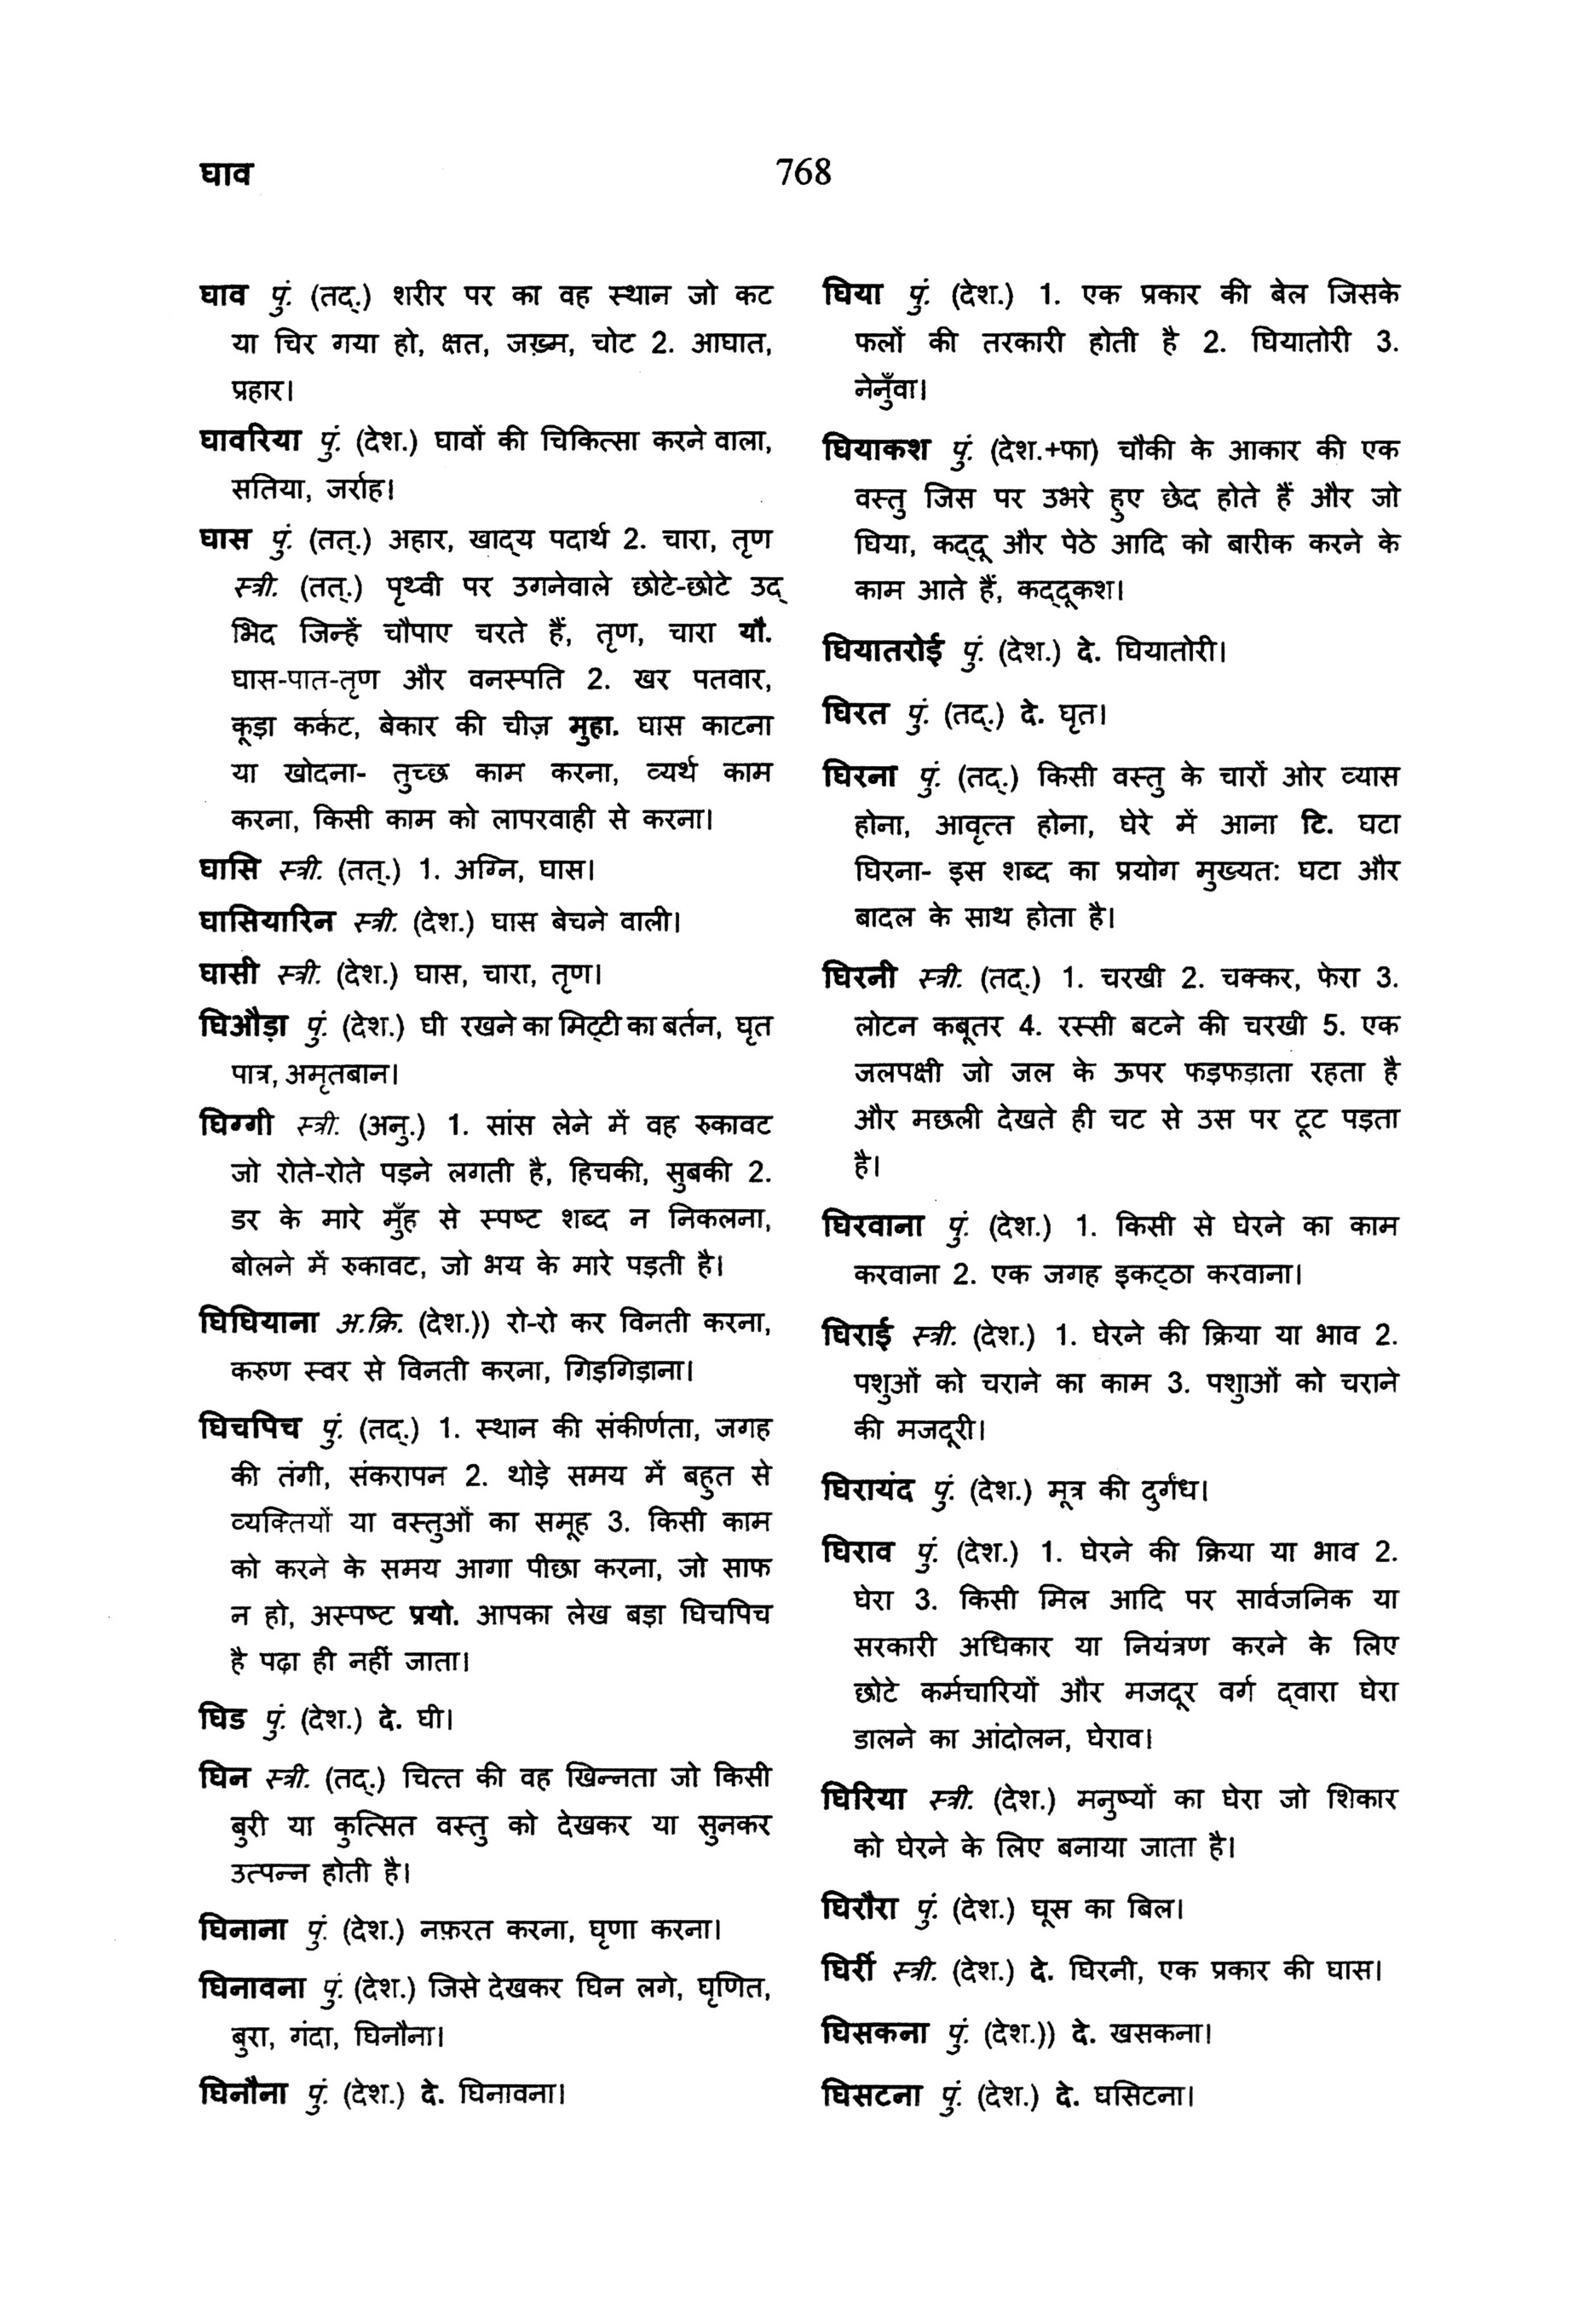 घाव
768
घाव पुं. (तद्.) शरीर पर का वह स्थान जो कट
या चिर गया हो, क्षत, जख़्म, चोट 2. आघात,
प्रहार।
घावरिया पुं. (देश.) घावों की चिकित्सा करने वाला,
सतिया, जर्राह।
घास पुं. (तत्.) अहार, खाद्य पदार्थ 2. चारा, तृण
स्त्री. (तत्.) पृथ्वी पर उगनेवाले छोटे-छोटे उद्
भिद जिन्हें चौपाए चरते हैं, तृण, चारा यौ.
घास-पात-तृण और वनस्पति 2. खर पतवार,
कूड़ा कर्कट, बेकार की चीज़ मुहा. घास काटना
या खोदना- तुच्छ काम करना, व्यर्थ काम
करना, किसी काम को लापरवाही से करना।
घासि स्त्री. (तत्.) 1. अग्नि, घास।
घासियारिन स्त्री. (देश.) घास बेचने वाली।
घासी स्त्री. (देश.) घास, चारा, तृण।
घिऔड़ा पुं. (देश.) घी रखने का मिट्टी का बर्तन, घृत
पात्र, अमृतबान।
घिग्गी स्त्री. (अनु.) 1. सांस लेने में वह रुकावट
जो रोते-रोते पड़ने लगती है, हिचकी, सुबकी 2.
डर के मारे मुँह से स्पष्ट शब्द न निकलना,
बोलने में रुकावट, जो भय के मारे पड़ती है।
घिघियाना अ.क्रि. (देश.)) रो-रो कर विनती करना,
करुण स्वर से विनती करना, गिड़गिड़ाना।
घिचपिच पुं. (तद्.) 1. स्थान की संकीर्णता, जगह
की तंगी, संकरापन 2. थोड़े समय में बहुत से
व्यक्तियों या वस्तुओं का समूह 3. किसी काम
को करने के समय आगा पीछा करना, जो साफ
न हो, अस्पष्ट प्रयो. आपका लेख बड़ा घिचपिच
है पढ़ा ही नहीं जाता।
घिड पुं. (देश.) दे. घी।
घिन स्त्री. (तद्.) चित्त की वह खिन्नता जो किसी
बुरी या कुत्सित वस्तु को देखकर या सुनकर
उत्पन्न होती है।
घिनाना पुं. (देश.) नफ़रत करना, घृणा करना।
घिनावना पुं. (देश.) जिसे देखकर घिन लगे, घृणित,
बुरा, गंदा, घिनौना।
घिनौना पुं. (देश.) दे. घिनावना।
घिया पुं. (देश.) 1. एक प्रकार की बेल जिसके
फलों की तरकारी होती है 2. घियातोरी 3.
नेनुँवा।
घियाकश पुं. (देश.+फा) चौकी के आकार की एक
वस्तु जिस पर उभरे हुए छेद होते हैं और जो
घिया, कद्दू और पेठे आदि को बारीक करने के
काम आते हैं, कद्दूकश।
घियातरोई पुं. (देश.) दे. घियातोरी।
घिरत पुं. (तद्.) दे. घृत।
घिरना पुं. (तद्.) किसी वस्तु के चारों ओर व्यास
होना, आवृत्त होना, घेरे में आना टि. घटा
घिरना- इस शब्द का प्रयोग मुख्यत: घटा और
बादल के साथ होता है।
घिरनी स्त्री. (तद्.) 1. चरखी 2. चक्कर, फेरा 3.
लोटन कबूतर 4. रस्सी बटने की चरखी 5. एक
जलपक्षी जो जल के ऊपर फड़फड़ाता रहता है
और मछली देखते ही चट से उस पर टूट पड़ता
है।
घिरवाना पुं. (देश.) 1. किसी से घेरने का काम
करवाना 2. एक जगह इकट्ठा करवाना।
घिराई स्त्री. (देश.) 1. घेरने की क्रिया या भाव 2.
पशुओं को चराने का काम 3. पशुाओं को चराने
की मजदूरी।
घिरायंद पुं. (देश.) मूत्र की दुर्गंध।
घिराव पुं. (देश.) 1. घेरने की क्रिया या भाव 2.
घेरा 3. किसी मिल आदि पर सार्वजनिक या
सरकारी अधिकार या नियंत्रण करने के लिए
छोटे कर्मचारियों और मजदूर वर्ग द्वारा घेरा
डालने का आंदोलन, घेराव।
घिरिया स्त्री. (देश.) मनुष्यों का घेरा जो शिकार
को घेरने के लिए बनाया जाता है।
घिरौरा पुं. (देश.) घूस का बिल।
घिर्री स्त्री. (देश.) दे. घिरनी, एक प्रकार की घास।
घिसकना पुं. (देश.)) दे. खसकना।
घिसटना पुं. (देश.) दे. घसिटना।